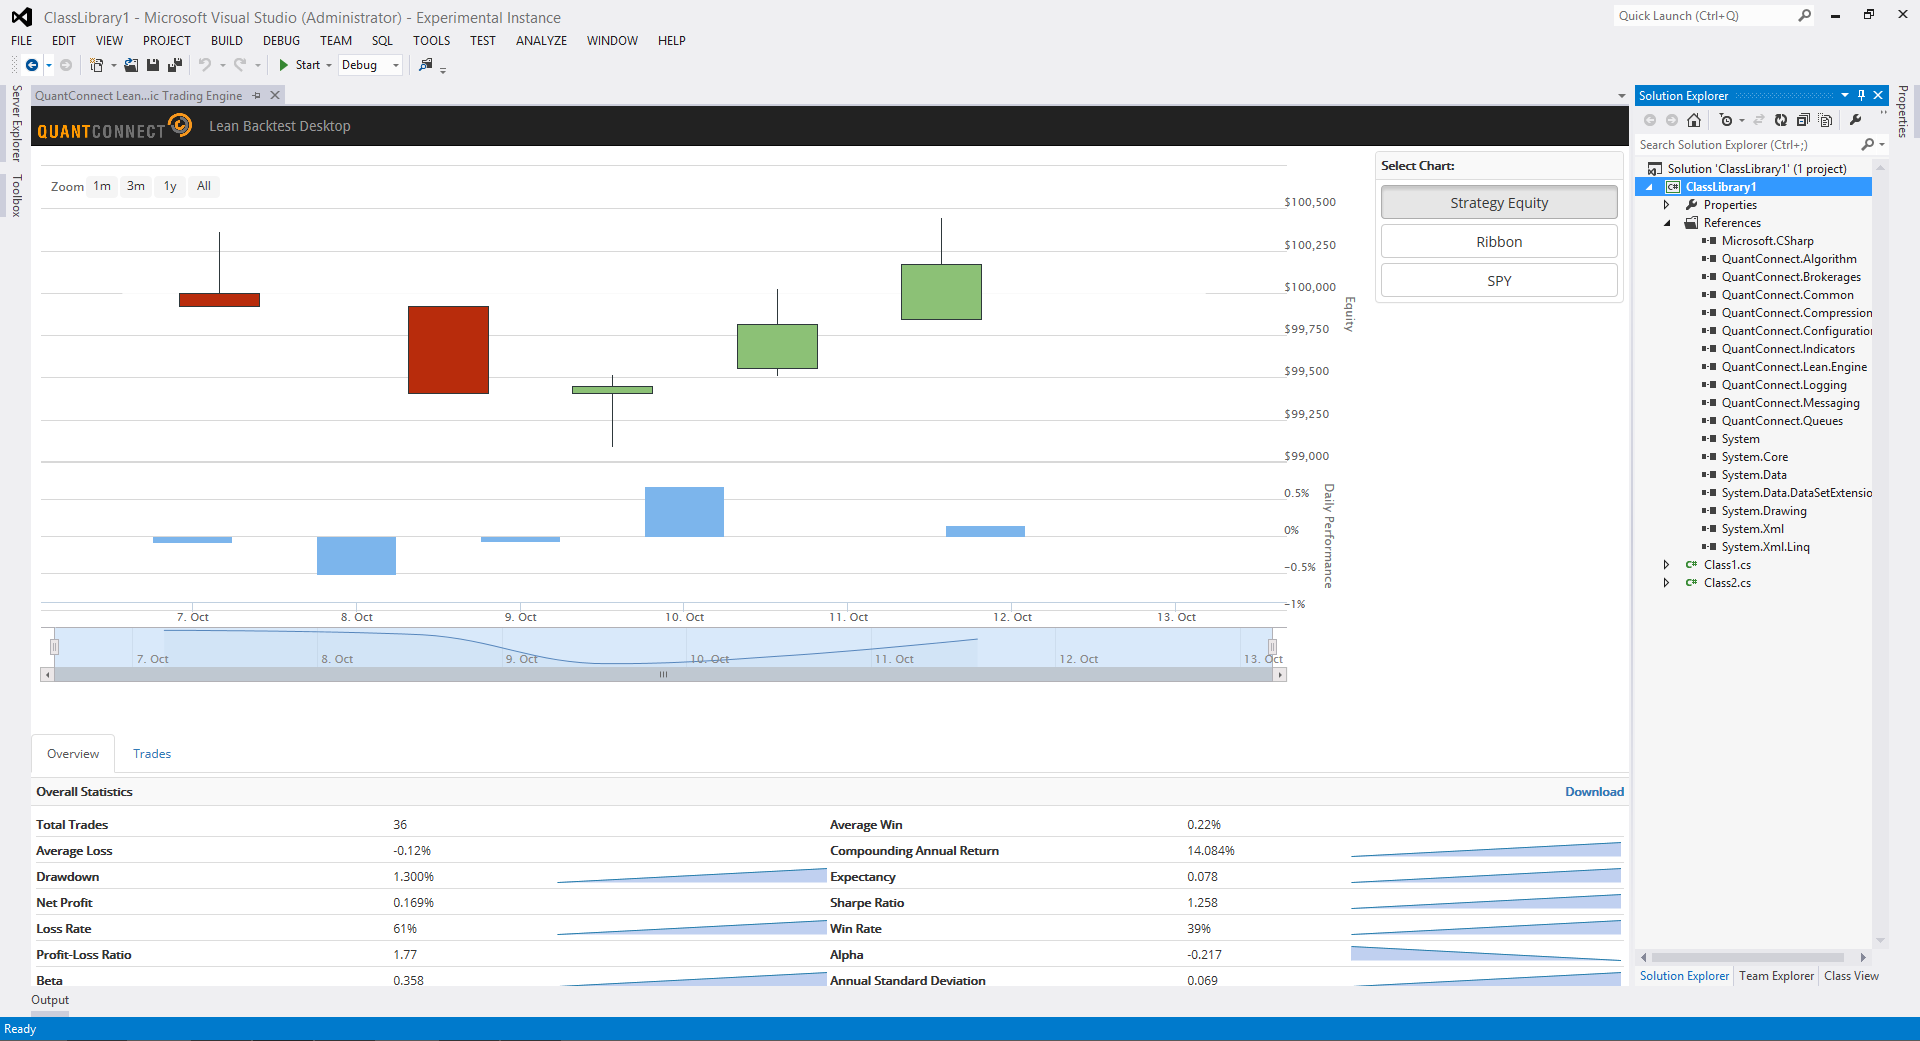 ClassLibrary1 - Microsoft Visual Studio (Administrator) - Experimental Instance
Quick Launch (Ctrl+Q)
FILE EDIT VIEW PROJECT BUILD DEBUG TEAM SQL TOOLS TEST ANALYZE WINDOW HELP
Start Debug
Server Explorer
Toolbox
QuantConnect Lean...ic Trading Engine
QUANTCONNECT Lean Backtest Desktop
Zoom 1m 3m 1y All
$100,500
$100,250
$100,000
$99,750
$99,500
$99,250
$99,000
Equity
0.5%
0%
-0.5%
-1%
Daily Performance
7. Oct 8. Oct 9. Oct 10. Oct 11. Oct 12. Oct 13. Oct
7. Oct 8. Oct 9. Oct 10. Oct 11. Oct 12. Oct 13. Oct
Select Chart:
Strategy Equity
Ribbon
SPY
Overview Trades
Overall Statistics Download
Total Trades 36 Average Win 0.22%
Average Loss -0.12% Compounding Annual Return 14.084%
Drawdown 1.300% Expectancy 0.078
Net Profit 0.169% Sharpe Ratio 1.258
Loss Rate 61% Win Rate 39%
Profit-Loss Ratio 1.77 Alpha -0.217
Beta 0.358 Annual Standard Deviation 0.069
Output
Ready
Solution Explorer
Search Solution Explorer (Ctrl+;)
Solution 'ClassLibrary1' (1 project)
C# ClassLibrary1
Properties
References
Microsoft.CSharp
QuantConnect.Algorithm
QuantConnect.Brokerages
QuantConnect.Common
QuantConnect.Compression
QuantConnect.Configuration
QuantConnect.Indicators
QuantConnect.Lean.Engine
QuantConnect.Logging
QuantConnect.Messaging
QuantConnect.Queues
System
System.Core
System.Data
System.Data.DataSetExtensio
System.Drawing
System.Xml
System.Xml.Linq
C# Class1.cs
C# Class2.cs
Solution Explorer Team Explorer Class View
Properties